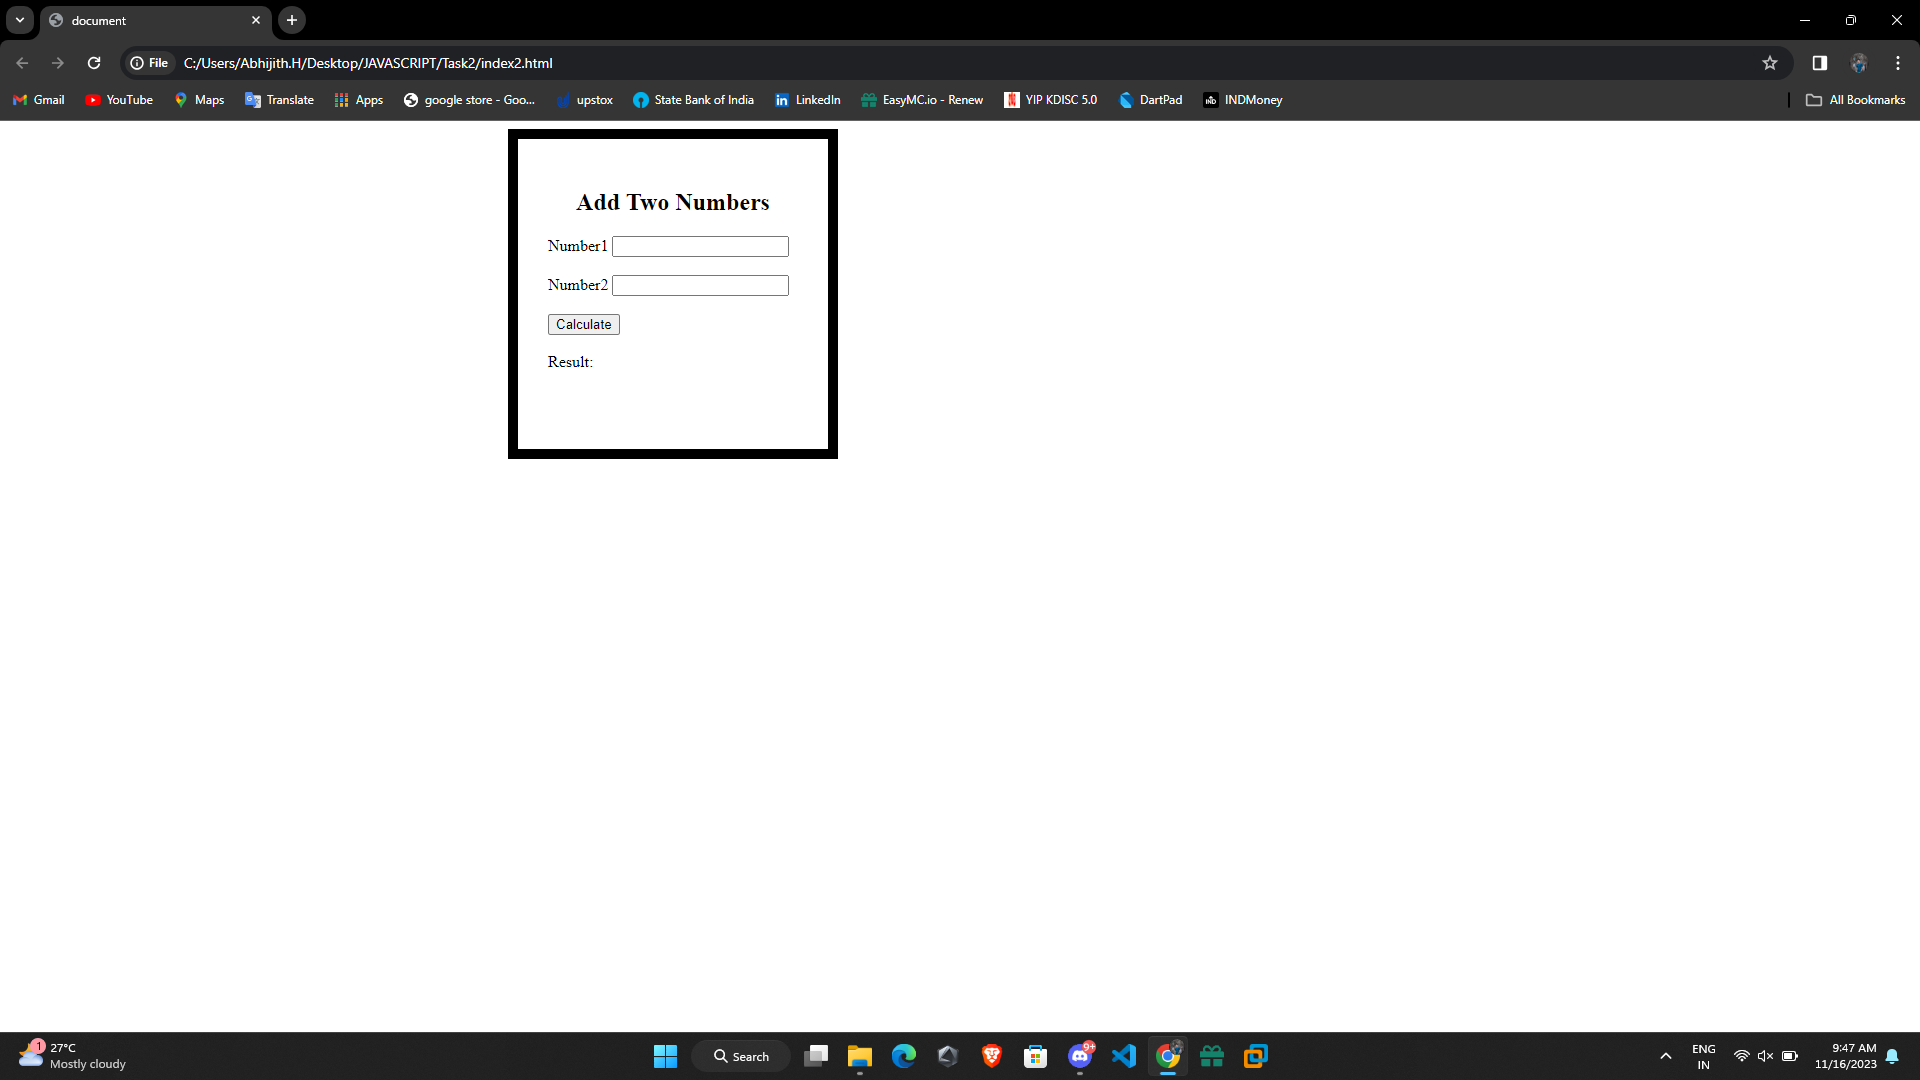 document
File C:/Users/Abhijith.H/Desktop/JAVASCRIPT/Task2/index2.html
Gmail YouTube Maps Translate Apps google store - Goo... upstox State Bank of India LinkedIn EasyMC.io - Renew YIP KDISC 5.0 DartPad INDMoney All Bookmarks
Add Two Numbers
Number1
Number2
Calculate
Result:
1 27°C
Mostly cloudy
Search
9+
ENG
IN
9:47 AM
11/16/2023